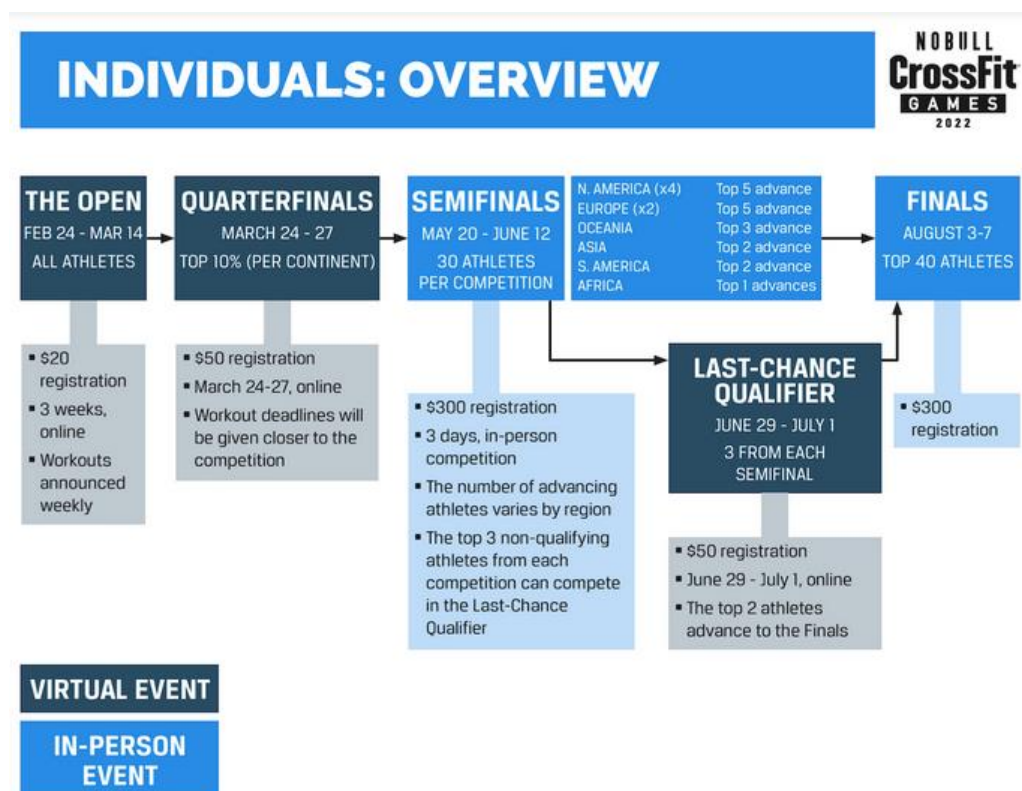 INDIVIDUALS: OVERVIEW
NOBULL
CrossFit
GAMES
2022
THE OPEN
FEB 24 - MAR 14
ALL ATHLETES
▪ $20
registration
▪ 3 weeks,
online
▪ Workouts
announced
weekly
QUARTERFINALS
MARCH 24 - 27
TOP 10% (PER CONTINENT)
▪ $50 registration
▪ March 24-27, online
▪ Workout deadlines will
be given closer to the
competition
SEMIFINALS
MAY 20 - JUNE 12
30 ATHLETES
PER COMPETITION
N. AMERICA (x4) Top 5 advance
EUROPE (x2) Top 5 advance
OCEANIA Top 3 advance
ASIA Top 2 advance
S. AMERICA Top 2 advance
AFRICA Top 1 advances
▪ $300 registration
▪ 3 days, in-person
competition
▪ The number of advancing
athletes varies by region
▪ The top 3 non-qualifying
athletes from each
competition can compete
in the Last-Chance
Qualifier
LAST-CHANCE
QUALIFIER
JUNE 29 - JULY 1
3 FROM EACH
SEMIFINAL
▪ $50 registration
▪ June 29 - July 1, online
▪ The top 2 athletes
advance to the Finals
FINALS
AUGUST 3-7
TOP 40 ATHLETES
▪ $300
registration
VIRTUAL EVENT
IN-PERSON
EVENT